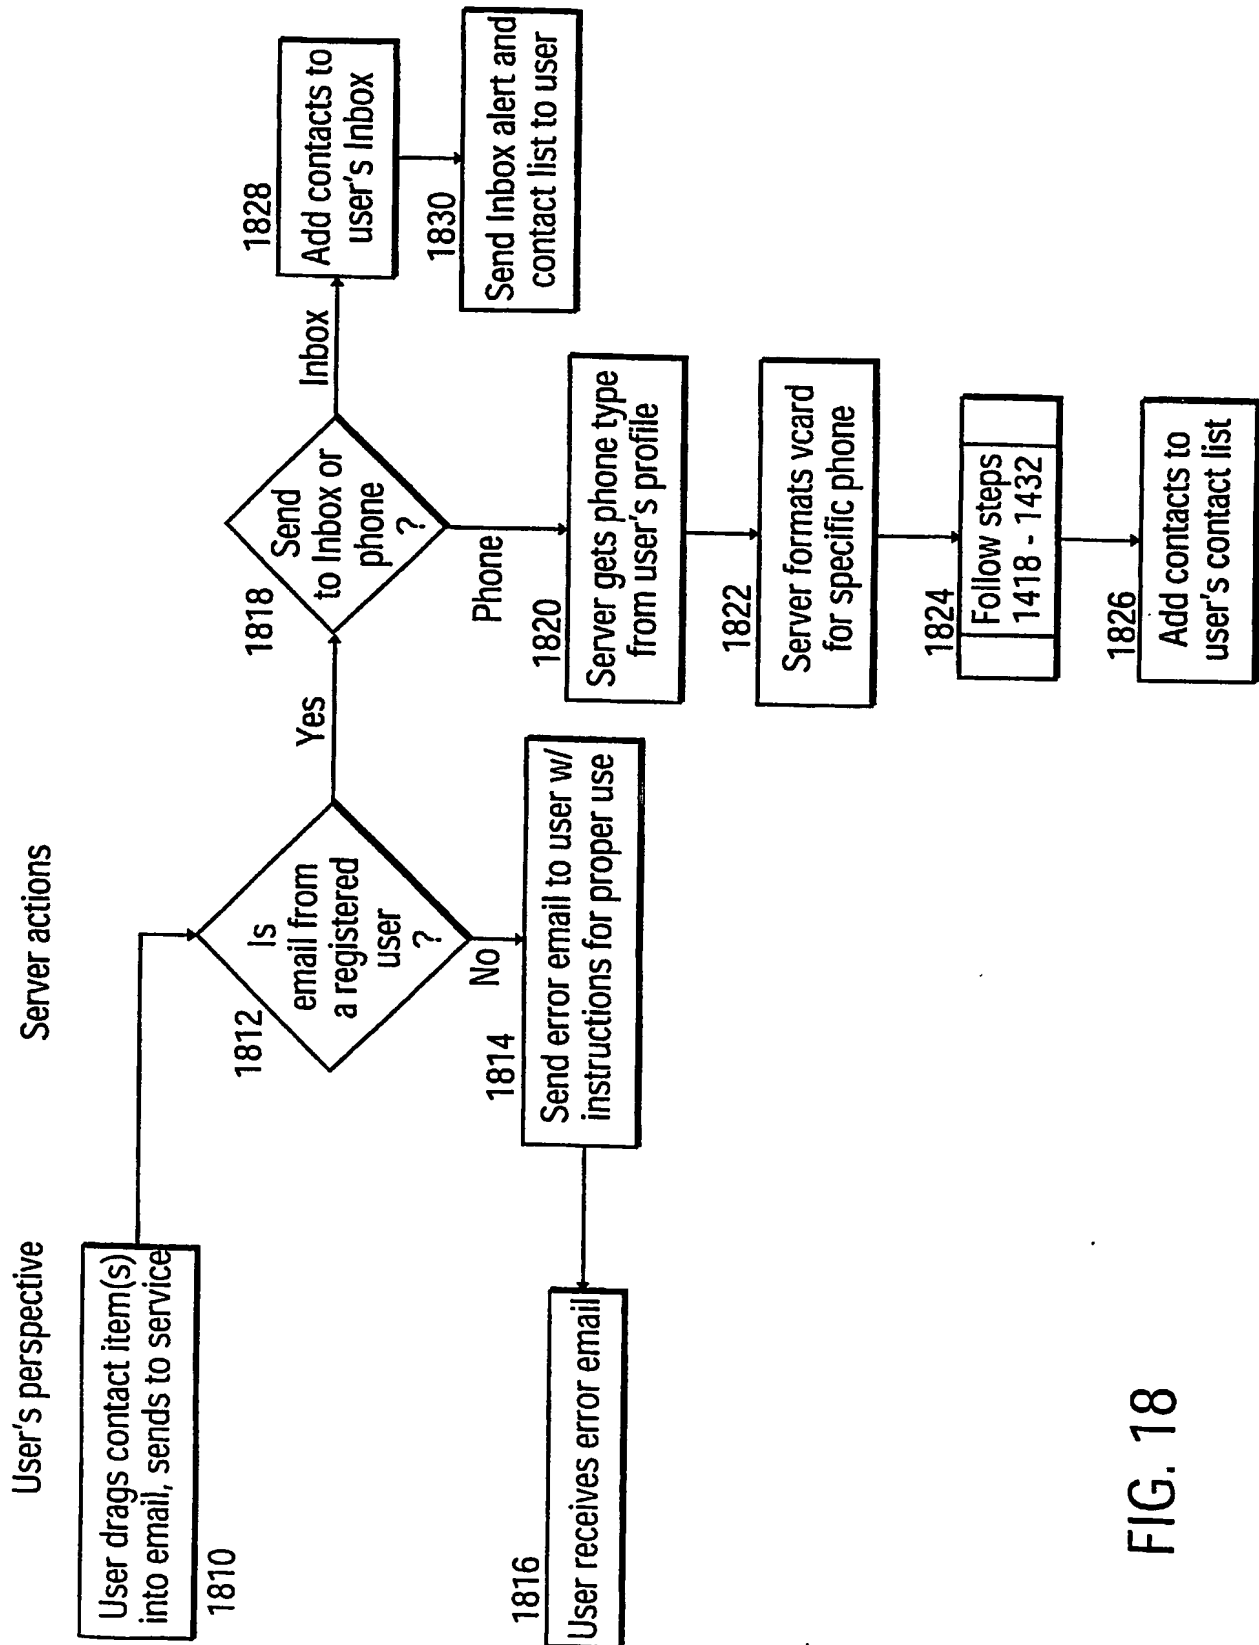 User's perspective
Server actions
User drags contact item(s)
into email, sends to service
1810
1812
Is
email from
a registered
user
?
Yes
No
1814
Send error email to user w/
instructions for proper use
1816
User receives error email
1818
Send
to Inbox or
phone
?
Inbox
Phone
1828
Add contacts to
user's Inbox
1830
Send Inbox alert and
contact list to user
1820
Server gets phone type
from user's profile
1822
Server formats vcard
for specific phone
1824
Follow steps
1418 - 1432
1826
Add contacts to
user's contact list
FIG. 18